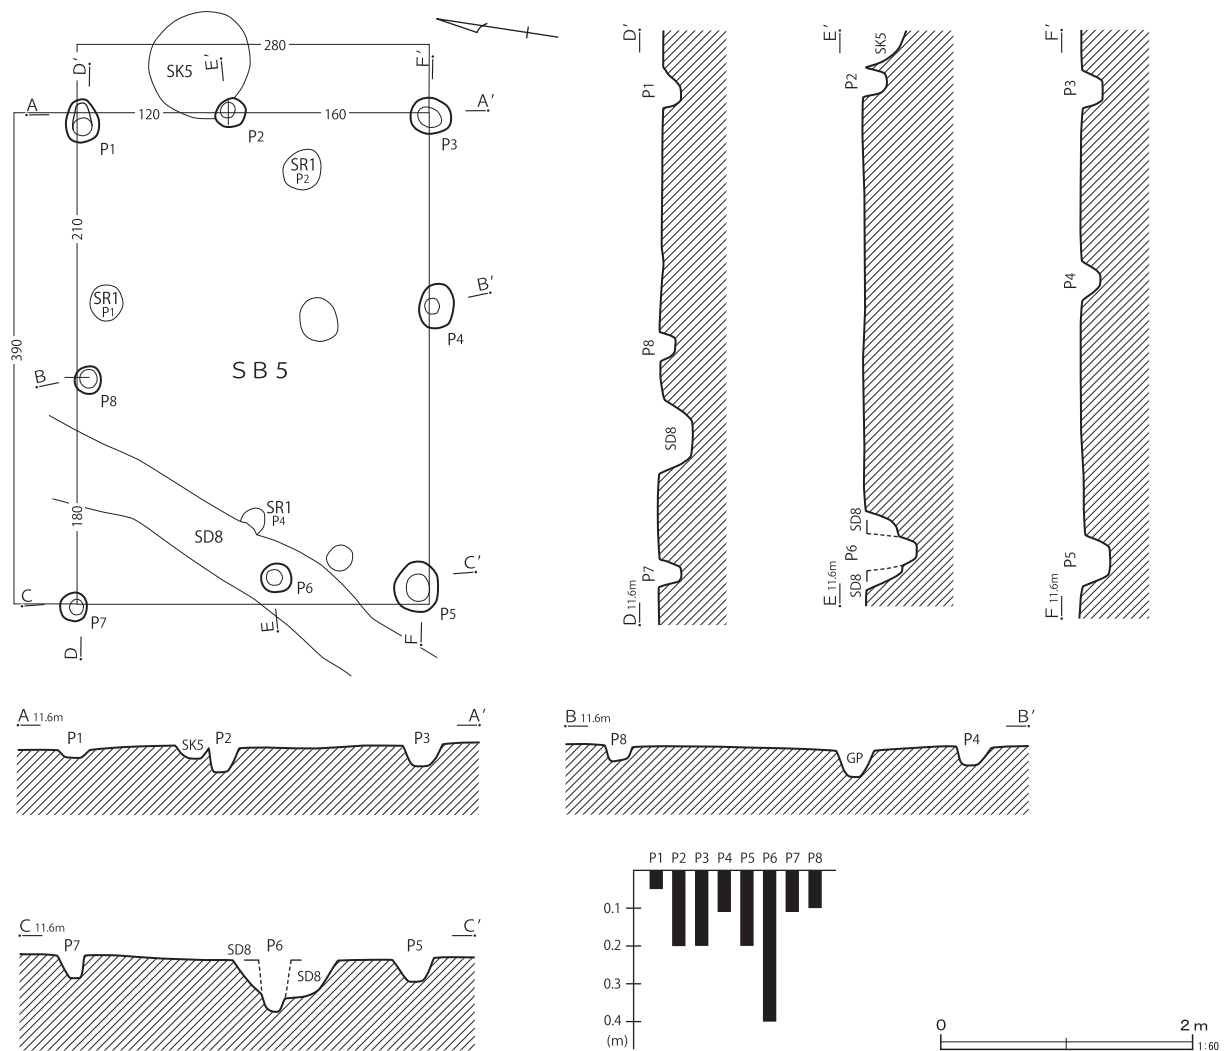 280
SK5
D′
E′
F′
A
120
160
A′
P1
P2
P3
SR1
P2
210
SR1
P1
B′
P4
390
SB5
B
P8
180
SR1
P4
SD8
C′
P6
C
P7
P5
D
E
F
D′
P1
P8
SD8
P7
D 11.6m
E′
SK5
P2
SD8
P6
SD8
E 11.6m
F′
P3
P4
P5
F 11.6m
A 11.6m
A′
P1
SK5
P2
P3
B 11.6m
B′
P8
GP
P4
C 11.6m
C′
P7
SD8
P6
SD8
P5
P1 P2 P3 P4 P5 P6 P7 P8
0.1
0.2
0.3
0.4
(m)
0
2 m
1:60